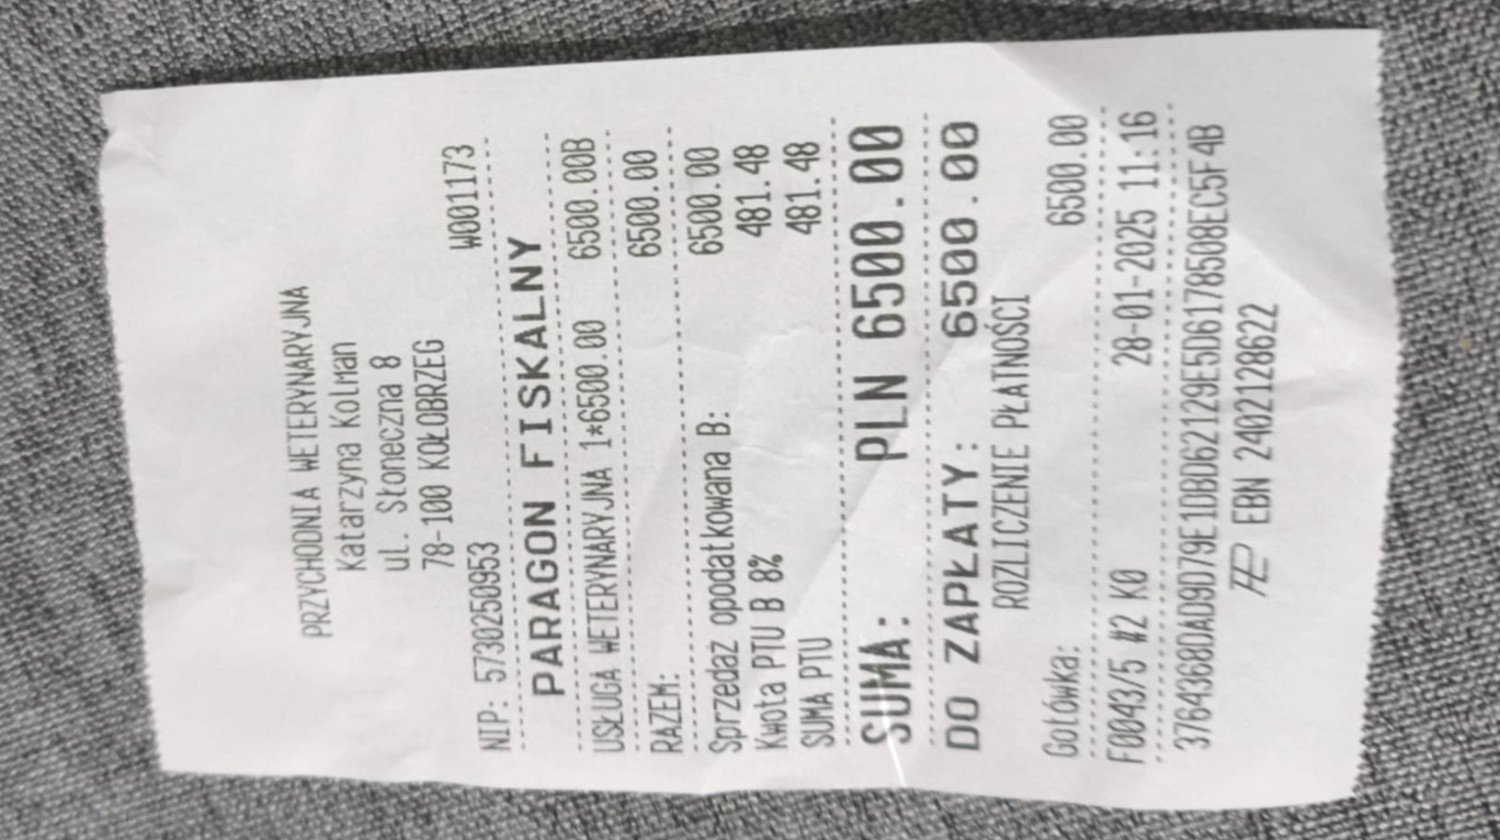 PRZYCHODNIA WETERYNARYJNA
Katarzyna Kolman
ul. Słoneczna 8
78-100 KOŁOBRZEG
NIP: 5730250953 W001173
PARAGON FISKALNY
USŁUGA WETERYNARYJNA 1*6500.00 6500.00B
RAZEM: 6500.00
Sprzedaż opodatkowana B: 6500.00
Kwota PTU B 8% 481.48
SUMA PTU 481.48
SUMA: PLN 6500.00
DO ZAPŁATY: 6500.00
ROZLICZENIE PŁATNOŚCI
Gotówka: 6500.00
F0043/5 #2 K0 28-01-2025 11:16
3764368DAD9D79E1DBD62129E5D6178508EC5F4B
EBN 2402128622